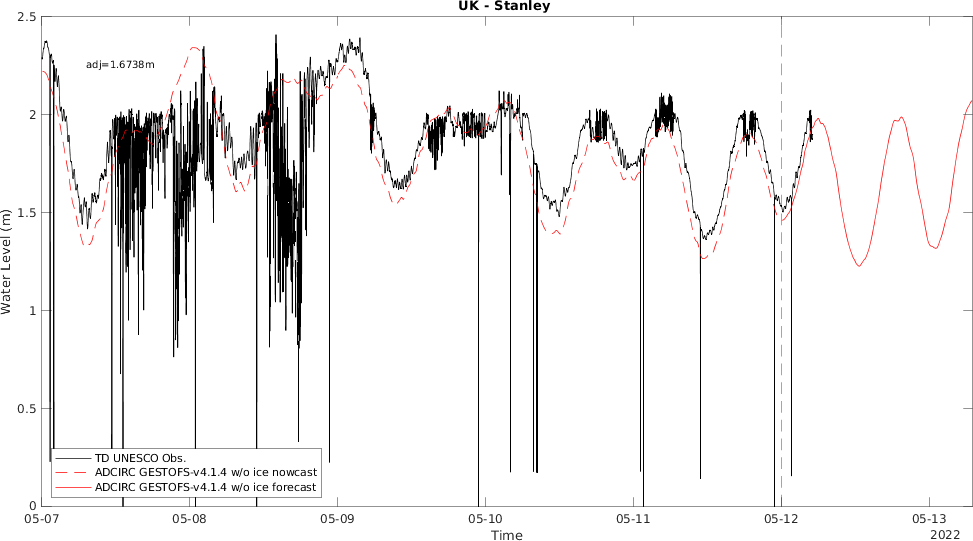 UK - Stanley
2.5
adj=1.6738m
2
1.5
Water Level (m)
1
0.5
TD UNESCO Obs.
ADCIRC GESTOFS-v4.1.4 w/o ice nowcast
ADCIRC GESTOFS-v4.1.4 w/o ice forecast
0
05-07 05-08 05-09 05-10 05-11 05-12 05-13
Time 2022